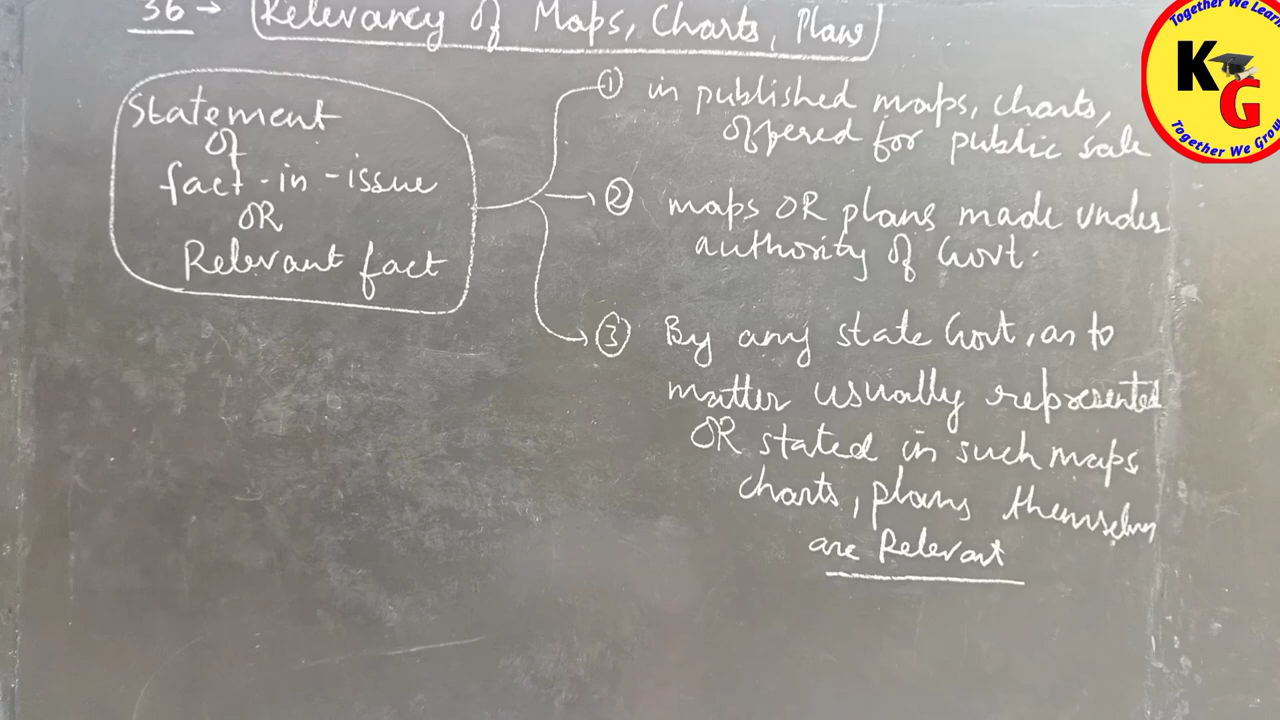 36 → Relevancy of Maps, Charts, Plans
Statement
of
fact-in-issue
OR
Relevant fact
① in published maps, charts,
offered for public sale
② maps OR plans made under
authority of Govt.
③ By any state Govt, as to
matter usually represented
OR stated in such maps
charts, plans themselves
are Relevant
Together We Learn
KG
Together We Grow